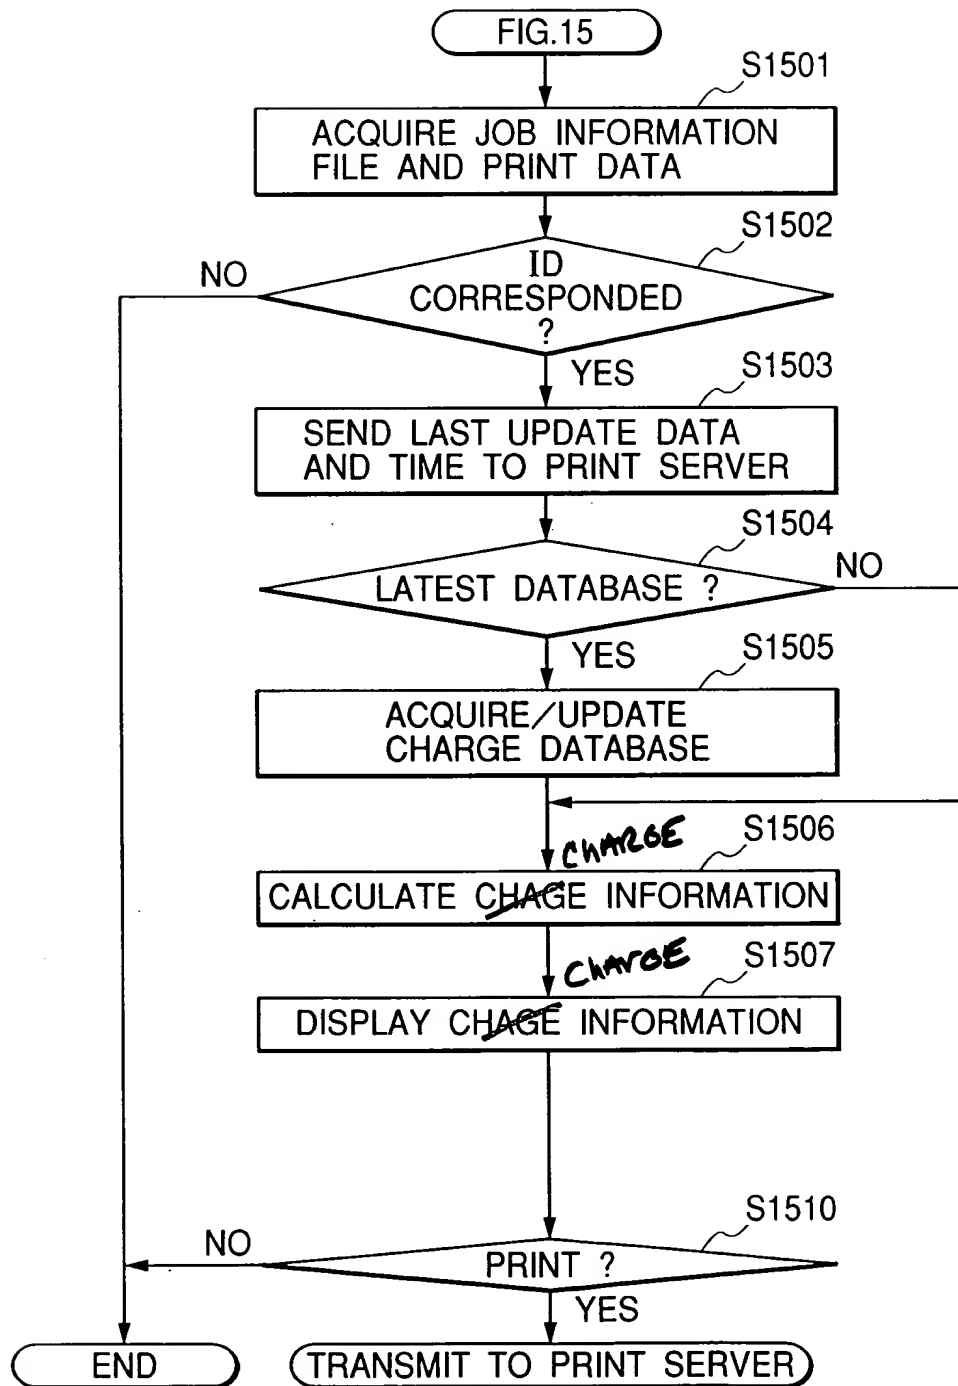 FIG.15
S1501
ACQUIRE JOB INFORMATION
FILE AND PRINT DATA
S1502
NO
ID
CORRESPONDED
?
YES
S1503
SEND LAST UPDATE DATA
AND TIME TO PRINT SERVER
S1504
LATEST DATABASE ?
NO
YES
S1505
ACQUIRE/UPDATE
CHARGE DATABASE
CHARGE
S1506
CALCULATE CHAGE INFORMATION
CHARGE
S1507
DISPLAY CHAGE INFORMATION
S1510
NO
PRINT ?
YES
END
TRANSMIT TO PRINT SERVER